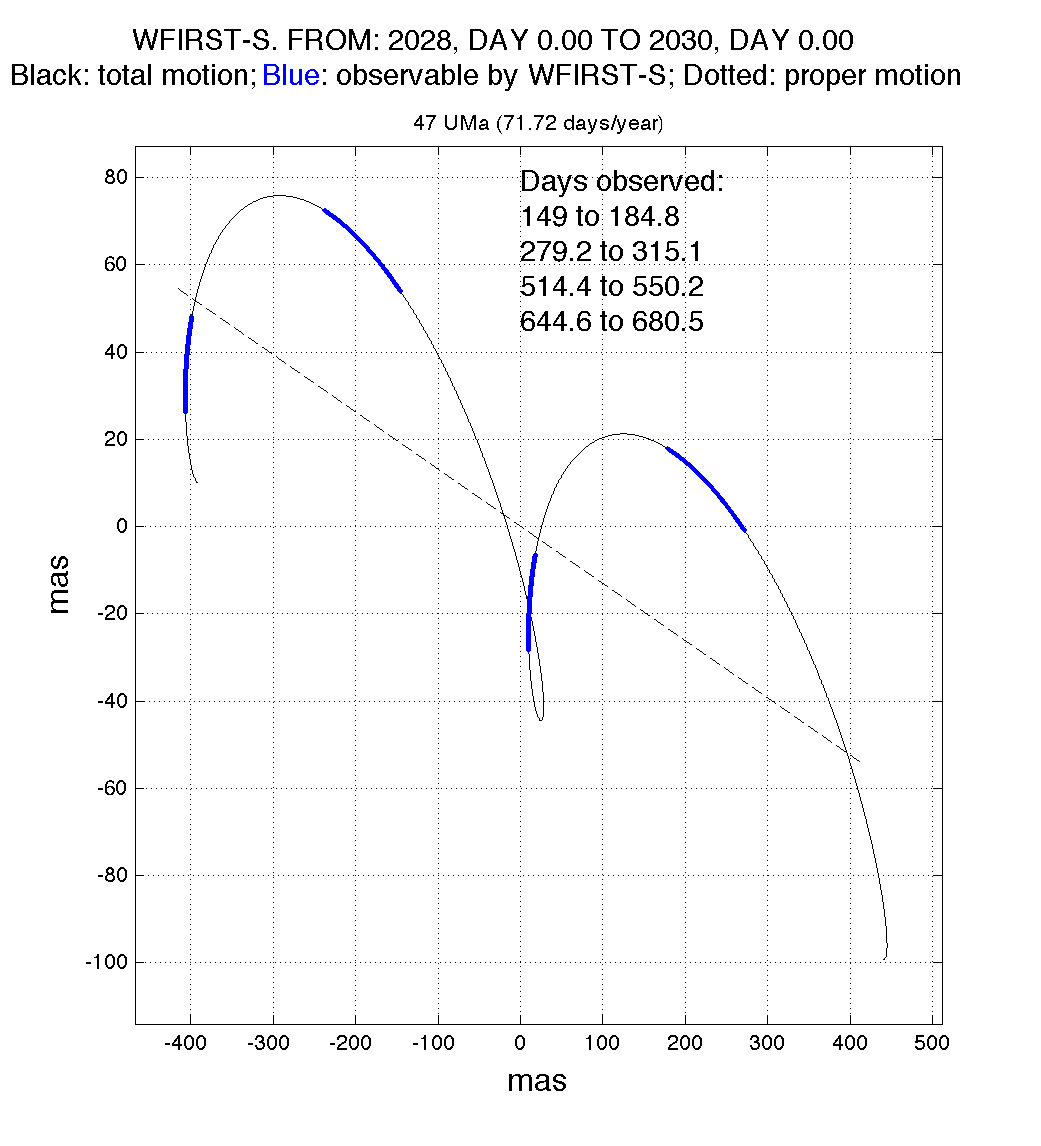 WFIRST-S. FROM: 2028, DAY 0.00 TO 2030, DAY 0.00
Black: total motion; Blue: observable by WFIRST-S; Dotted: proper motion
47 UMa (71.72 days/year)
Days observed:
149 to 184.8
279.2 to 315.1
514.4 to 550.2
644.6 to 680.5
80
60
40
20
0
-20
-40
-60
-80
-100
mas
-400 -300 -200 -100 0 100 200 300 400 500
mas